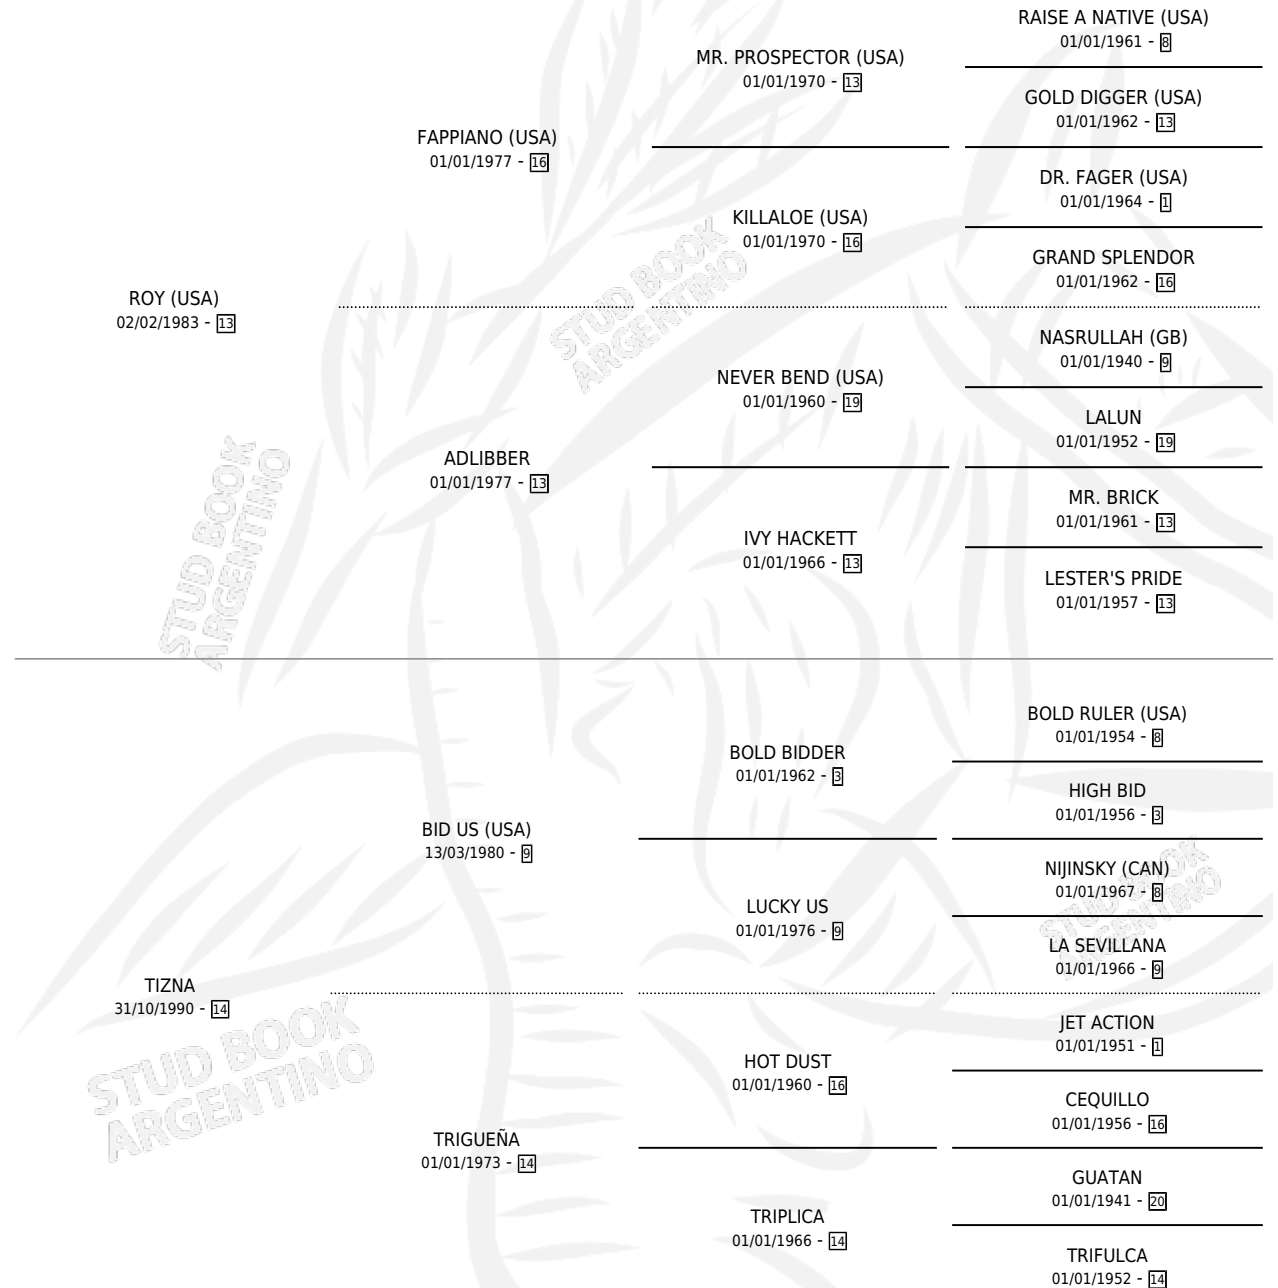 RAISE A NATIVE (USA)
01/01/1961 - 8
MR. PROSPECTOR (USA)
01/01/1970 - 13
GOLD DIGGER (USA)
01/01/1962 - 13
FAPPIANO (USA)
01/01/1977 - 16
DR. FAGER (USA)
01/01/1964 - 1
KILLALOE (USA)
01/01/1970 - 16
GRAND SPLENDOR
01/01/1962 - 16
ROY (USA)
02/02/1983 - 13
STUD BOOK
ARGENTINO
NASRULLAH (GB)
01/01/1940 - 9
NEVER BEND (USA)
01/01/1960 - 19
LALUN
01/01/1952 - 19
ADLIBBER
01/01/1977 - 13
MR. BRICK
01/01/1961 - 13
IVY HACKETT
01/01/1966 - 13
LESTER'S PRIDE
01/01/1957 - 13
STUD BOOK
ARGENTINO
BOLD RULER (USA)
01/01/1954 - 8
BOLD BIDDER
01/01/1962 - 3
HIGH BID
01/01/1956 - 3
BID US (USA)
13/03/1980 - 9
NIJINSKY (CAN)
01/01/1967 - 8
LUCKY US
01/01/1976 - 9
LA SEVILLANA
01/01/1966 - 9
STUD BOOK
ARGENTINO
TIZNA
31/10/1990 - 14
STUD BOOK
ARGENTINO
JET ACTION
01/01/1951 - 1
HOT DUST
01/01/1960 - 16
CEQUILLO
01/01/1956 - 16
TRIGUEÑA
01/01/1973 - 14
GUATAN
01/01/1941 - 20
TRIPLICA
01/01/1966 - 14
TRIFULCA
01/01/1952 - 14